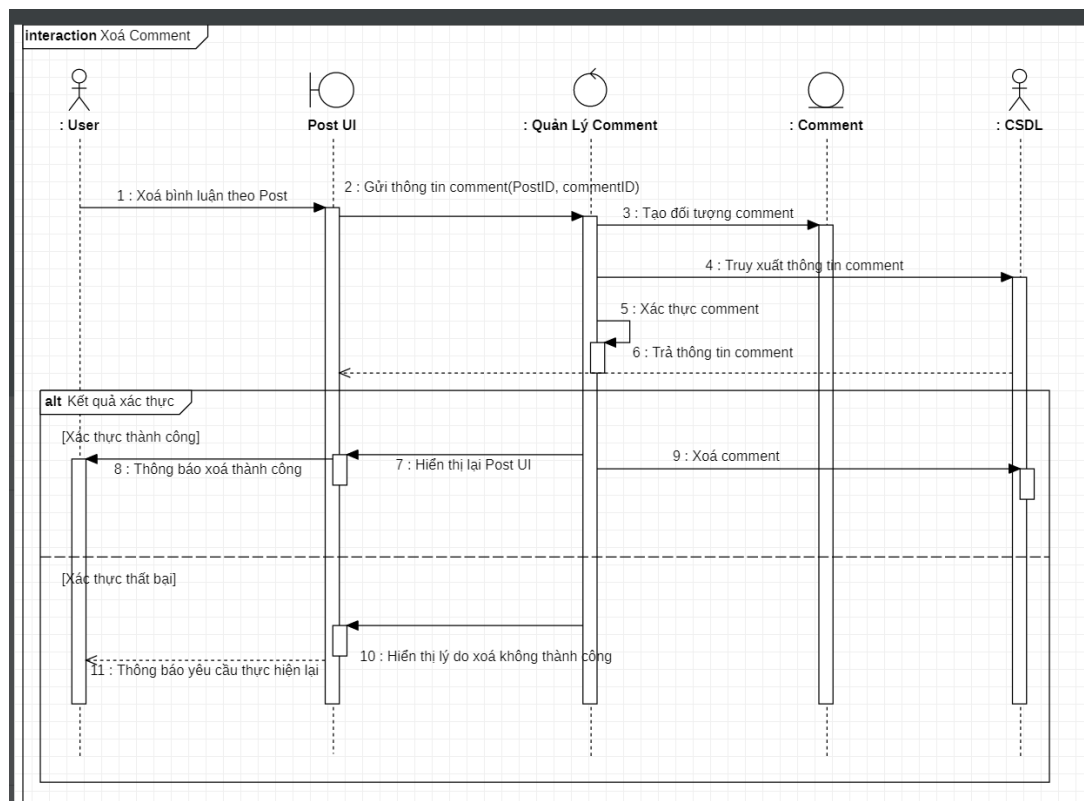 interaction Xoá Comment
: User
Post UI
: Quản Lý Comment
: Comment
: CSDL
1 : Xoá bình luận theo Post
2 : Gửi thông tin comment(PostID, commentID)
3 : Tạo đối tượng comment
4 : Truy xuất thông tin comment
5 : Xác thực comment
6 : Trả thông tin comment
alt Kết quả xác thực
[Xác thực thành công]
8 : Thông báo xoá thành công
7 : Hiển thị lại Post UI
9 : Xoá comment
[Xác thực thất bại]
10 : Hiển thị lý do xoá không thành công
11 : Thông báo yêu cầu thực hiện lại